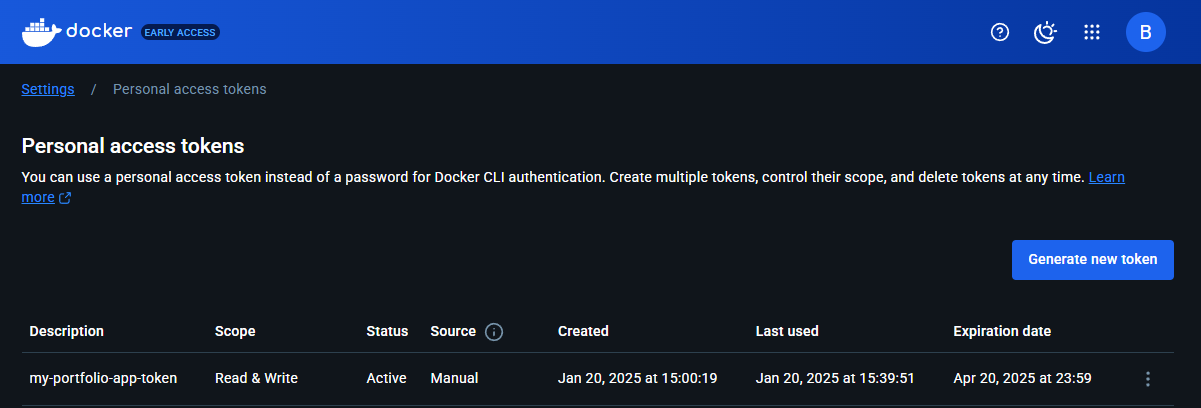 docker EARLY ACCESS B
Settings / Personal access tokens
Personal access tokens
You can use a personal access token instead of a password for Docker CLI authentication. Create multiple tokens, control their scope, and delete tokens at any time. Learn
more
Generate new token
Description Scope Status Source Created Last used Expiration date
my-portfolio-app-token Read & Write Active Manual Jan 20, 2025 at 15:00:19 Jan 20, 2025 at 15:39:51 Apr 20, 2025 at 23:59